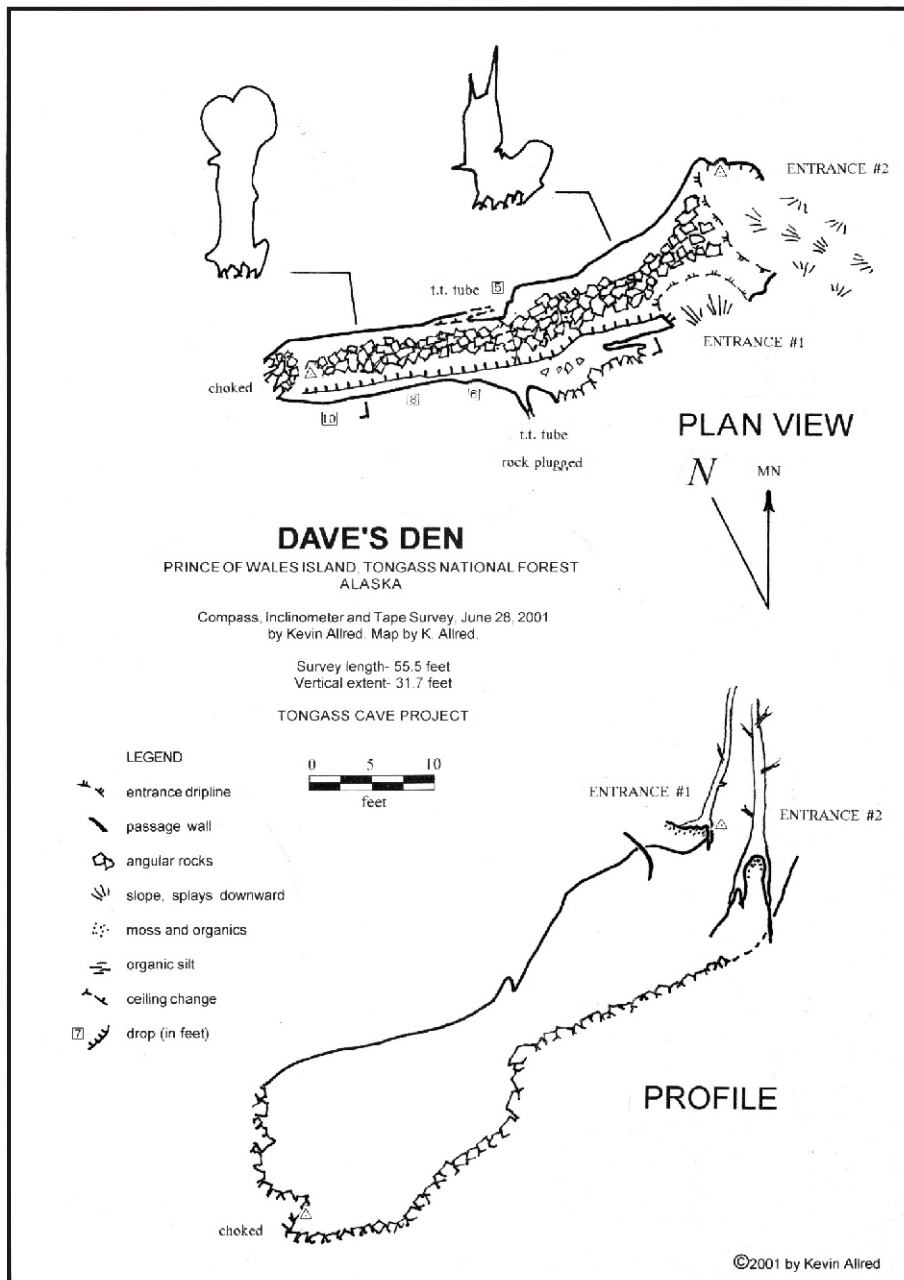 ENTRANCE #2
t.t. tube
5
ENTRANCE #1
choked
10
8
6
t.t. tube
rock plugged
PLAN VIEW
N
MN
DAVE'S DEN
PRINCE OF WALES ISLAND, TONGASS NATIONAL FOREST
ALASKA
Compass, Inclinometer and Tape Survey, June 28, 2001
by Kevin Allred. Map by K. Allred.
Survey length- 55.5 feet
Vertical extent- 31.7 feet
TONGASS CAVE PROJECT
LEGEND
entrance dripline
passage wall
angular rocks
slope, splays downward
moss and organics
organic silt
ceiling change
7 drop (in feet)
0 5 10
feet
ENTRANCE #1
ENTRANCE #2
PROFILE
choked
©2001 by Kevin Allred